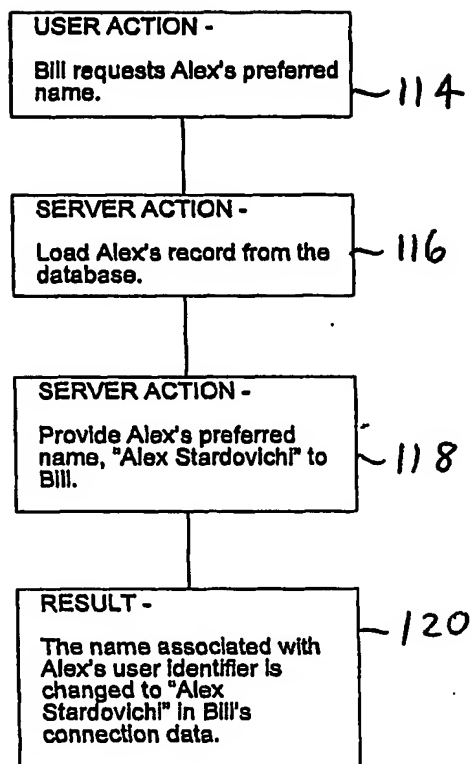 USER ACTION -
Bill requests Alex's preferred
name.
114
SERVER ACTION -
Load Alex's record from the
database.
116
SERVER ACTION -
Provide Alex's preferred
name, "Alex Stardovichi" to
Bill.
118
RESULT -
The name associated with
Alex's user identifier is
changed to "Alex
Stardovichi" in Bill's
connection data.
120